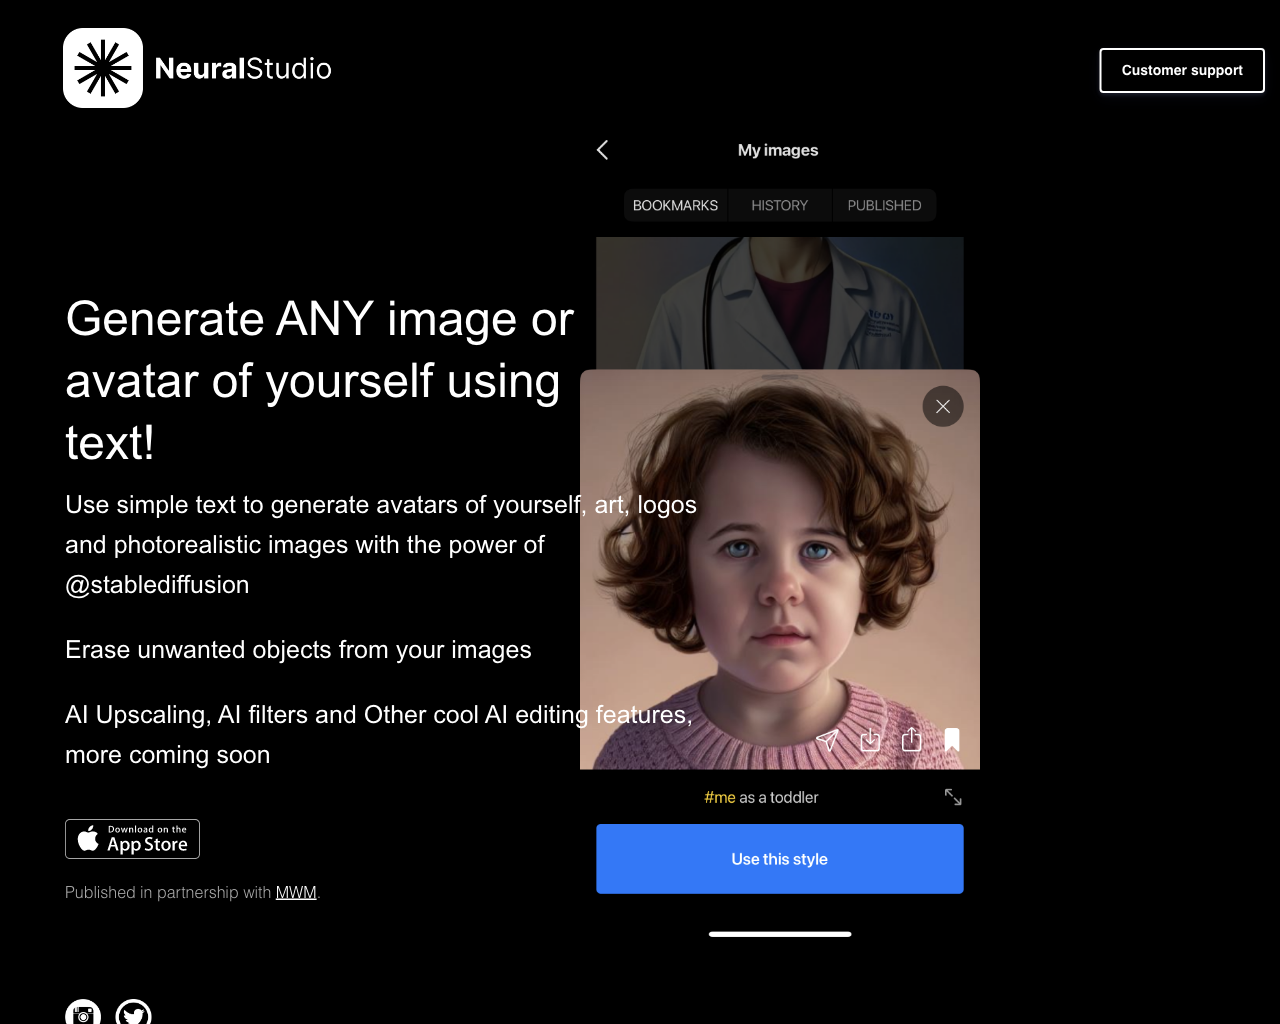 NeuralStudio
Customer support
My images
BOOKMARKS
HISTORY
PUBLISHED
Generate ANY image or
avatar of yourself using
text!
Use simple text to generate avatars of yourself, art, logos
and photorealistic images with the power of
@stablediffusion
Erase unwanted objects from your images
AI Upscaling, AI filters and Other cool AI editing features,
more coming soon
#me as a toddler
Use this style
Download on the
App Store
Published in partnership with MWM.